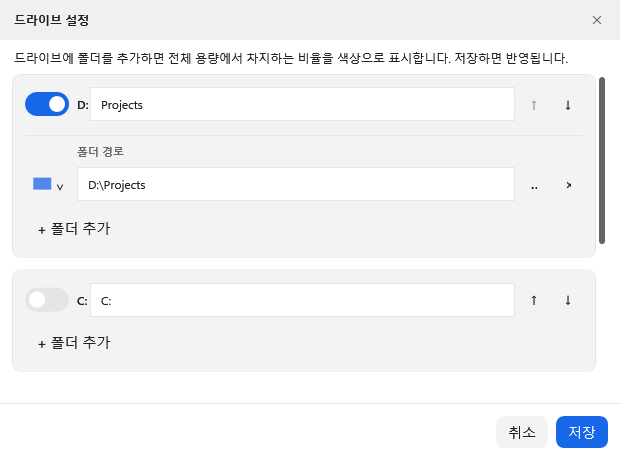 드라이브 설정 ×
드라이브에 폴더를 추가하면 전체 용량에서 차지하는 비율을 색상으로 표시합니다. 저장하면 반영됩니다.
D: Projects ↑ ↓
폴더 경로
D:\Projects .. ×
+ 폴더 추가
C: C: ↑ ↓
+ 폴더 추가
취소 저장